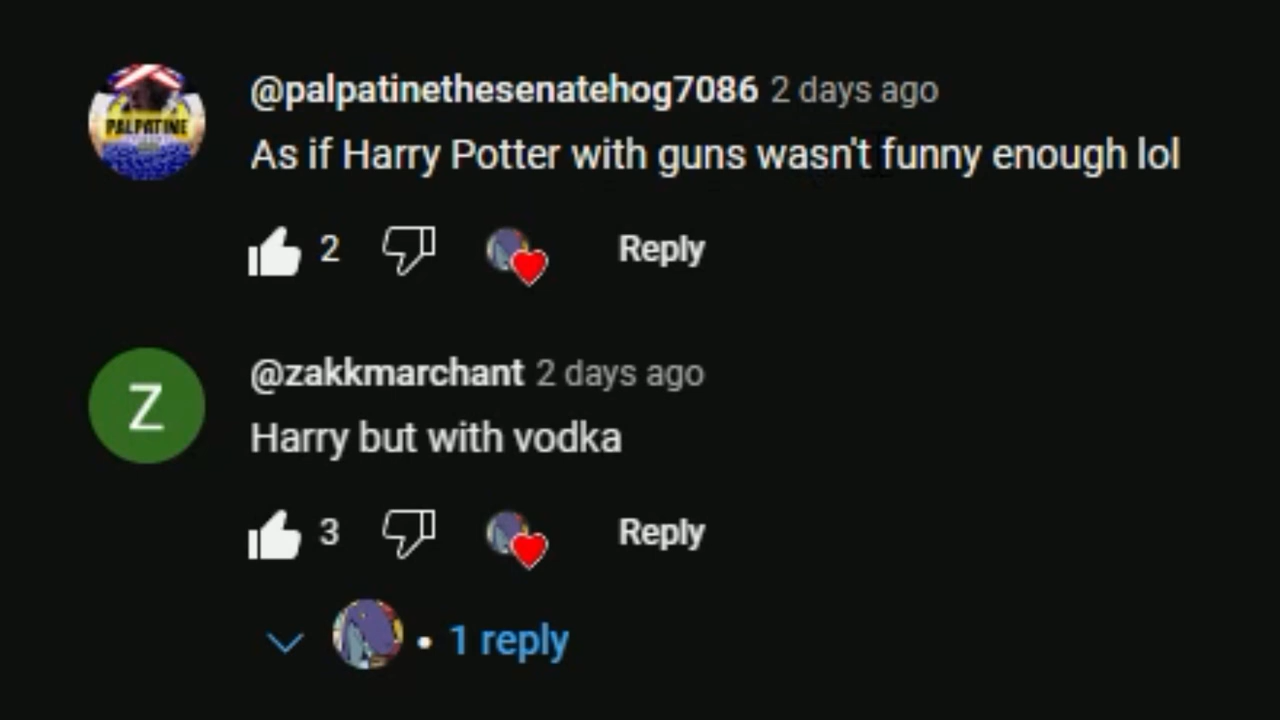 PALPATINE
@palpatinethesenatehog7086 2 days ago
As if Harry Potter with guns wasn't funny enough lol
2 Reply
Z
@zakkmarchant 2 days ago
Harry but with vodka
3 Reply
• 1 reply